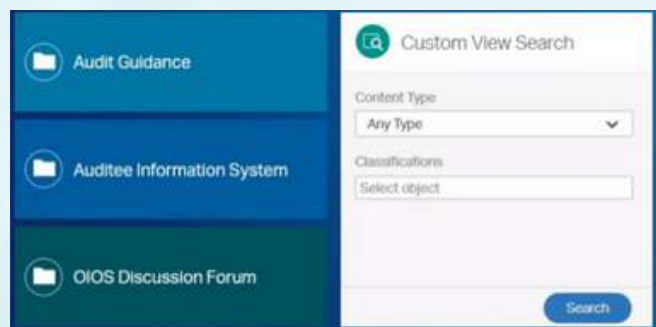 Audit Guidance
Auditee Information System
OIOS Discussion Forum
Custom View Search
Content Type
Any Type
Classifications
Select object
Search